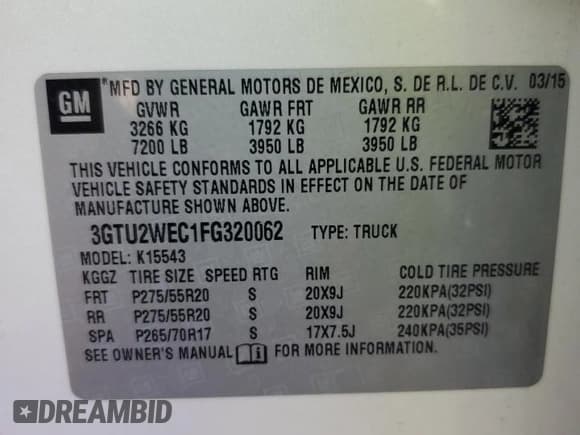 GM
MFD BY GENERAL MOTORS DE MEXICO, S. DE R.L. DE C.V. 03/15
GVWR GAWR FRT GAWR RR
3266 KG 1792 KG 1792 KG
7200 LB 3950 LB 3950 LB
THIS VEHICLE CONFORMS TO ALL APPLICABLE U.S. FEDERAL MOTOR
VEHICLE SAFETY STANDARDS IN EFFECT ON THE DATE OF
MANUFACTURE SHOWN ABOVE.
3GTU2WEC1FG320062 TYPE: TRUCK
MODEL: K15543
KGGZ TIRE SIZE SPEED RTG RIM COLD TIRE PRESSURE
FRT P275/55R20 S 20X9J 220KPA(32PSI)
RR P275/55R20 S 20X9J 220KPA(32PSI)
SPA P265/70R17 S 17X7.5J 240KPA(35PSI)
SEE OWNER'S MANUAL FOR MORE INFORMATION.
DREAMBID